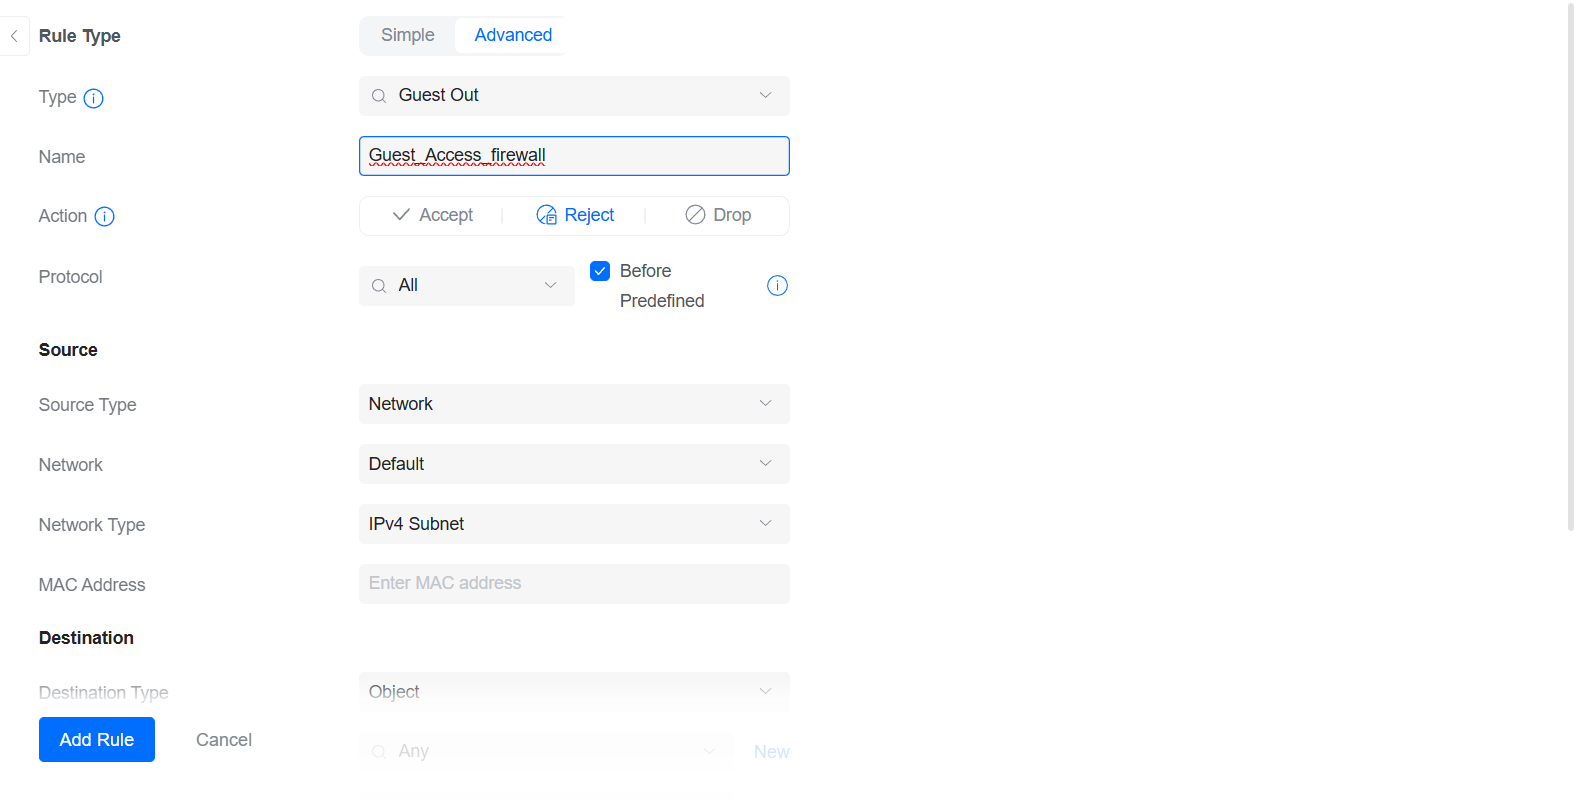 Rule Type
Simple
Advanced
Type
Guest Out
Name
Guest_Access_firewall
Action
Accept
Reject
Drop
Protocol
All
Before
Predefined
Source
Source Type
Network
Network
Default
Network Type
IPv4 Subnet
MAC Address
Enter MAC address
Destination
Destination Type
Object
Add Rule
Cancel
Any
New